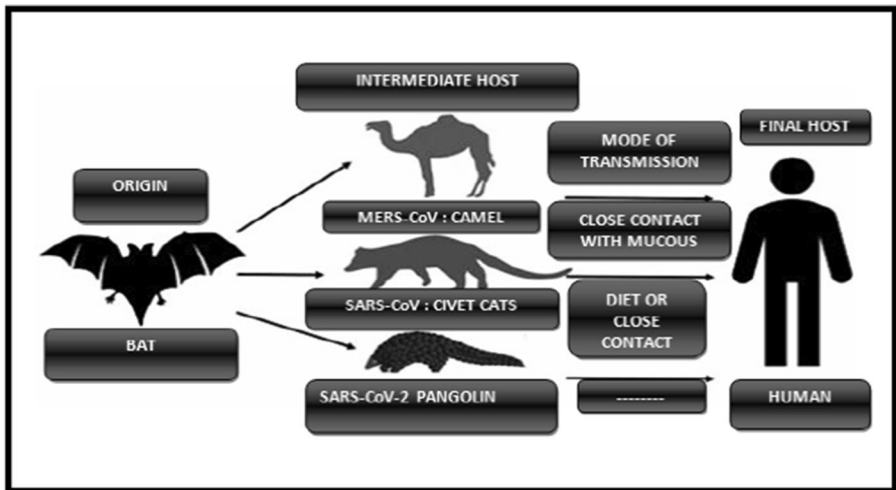 INTERMEDIATE HOST
MODE OF
TRANSMISSION
FINAL HOST
ORIGIN
MERS-CoV : CAMEL
CLOSE CONTACT
WITH MUCOUS
SARS-CoV : CIVET CATS
DIET OR
CLOSE
CONTACT
BAT
SARS-CoV-2 PANGOLIN
--------
HUMAN